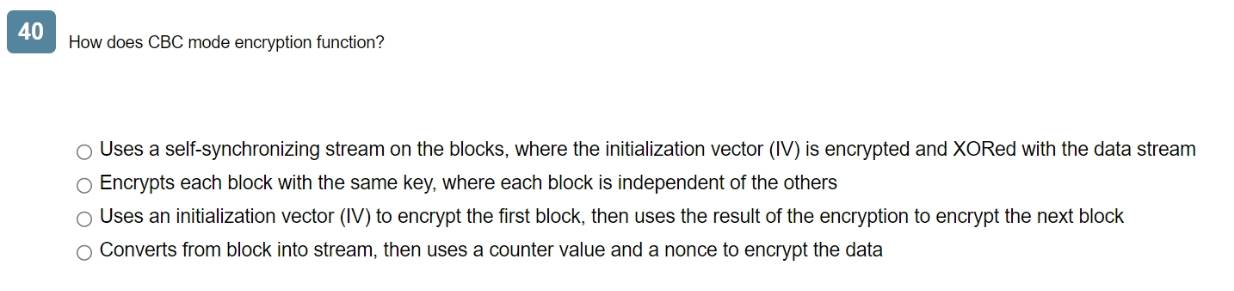 40
How does CBC mode encryption function?
Uses a self-synchronizing stream on the blocks, where the initialization vector (IV) is encrypted and XORed with the data stream
Encrypts each block with the same key, where each block is independent of the others
Uses an initialization vector (IV) to encrypt the first block, then uses the result of the encryption to encrypt the next block
Converts from block into stream, then uses a counter value and a nonce to encrypt the data